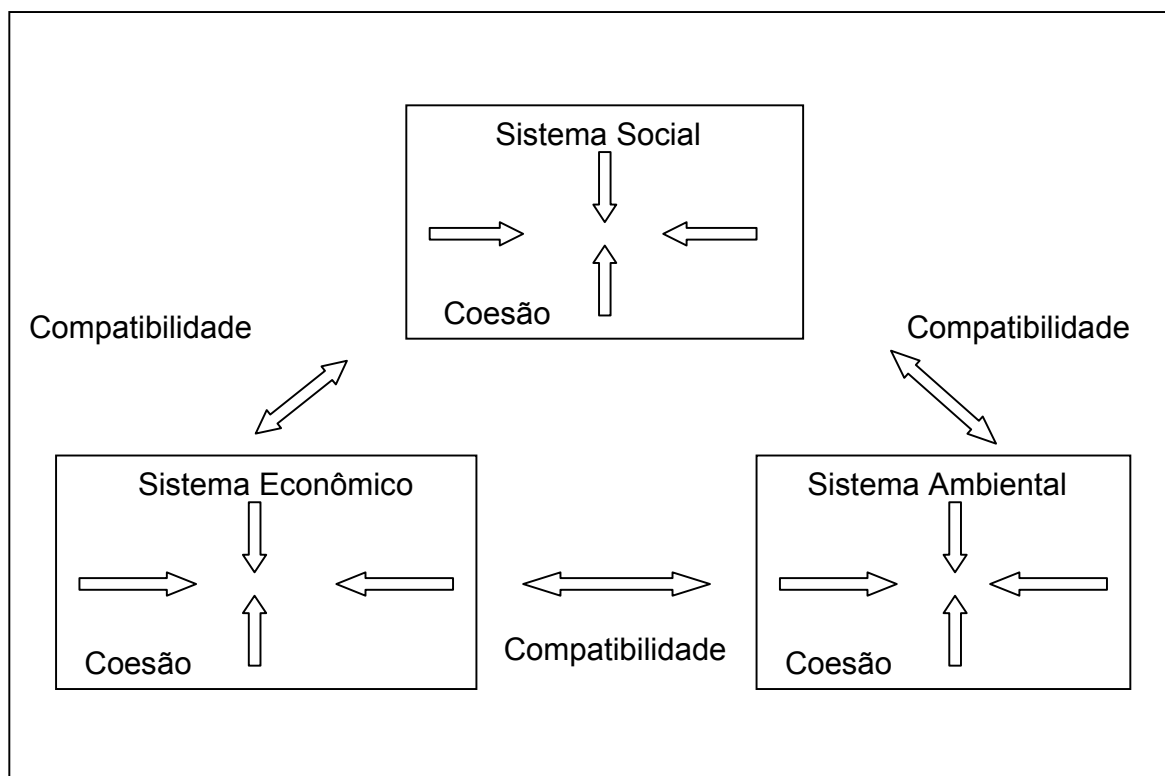 Sistema Social
Coesão
Compatibilidade
Compatibilidade
Sistema Econômico
Coesão
Compatibilidade
Sistema Ambiental
Coesão